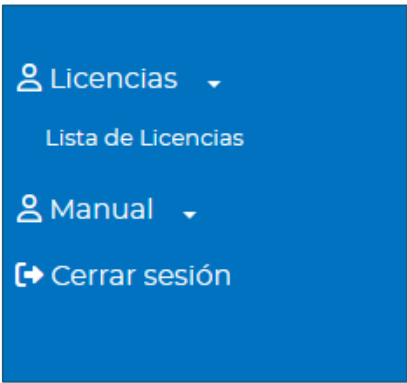 Licencias
Lista de Licencias
Manual
Cerrar sesión